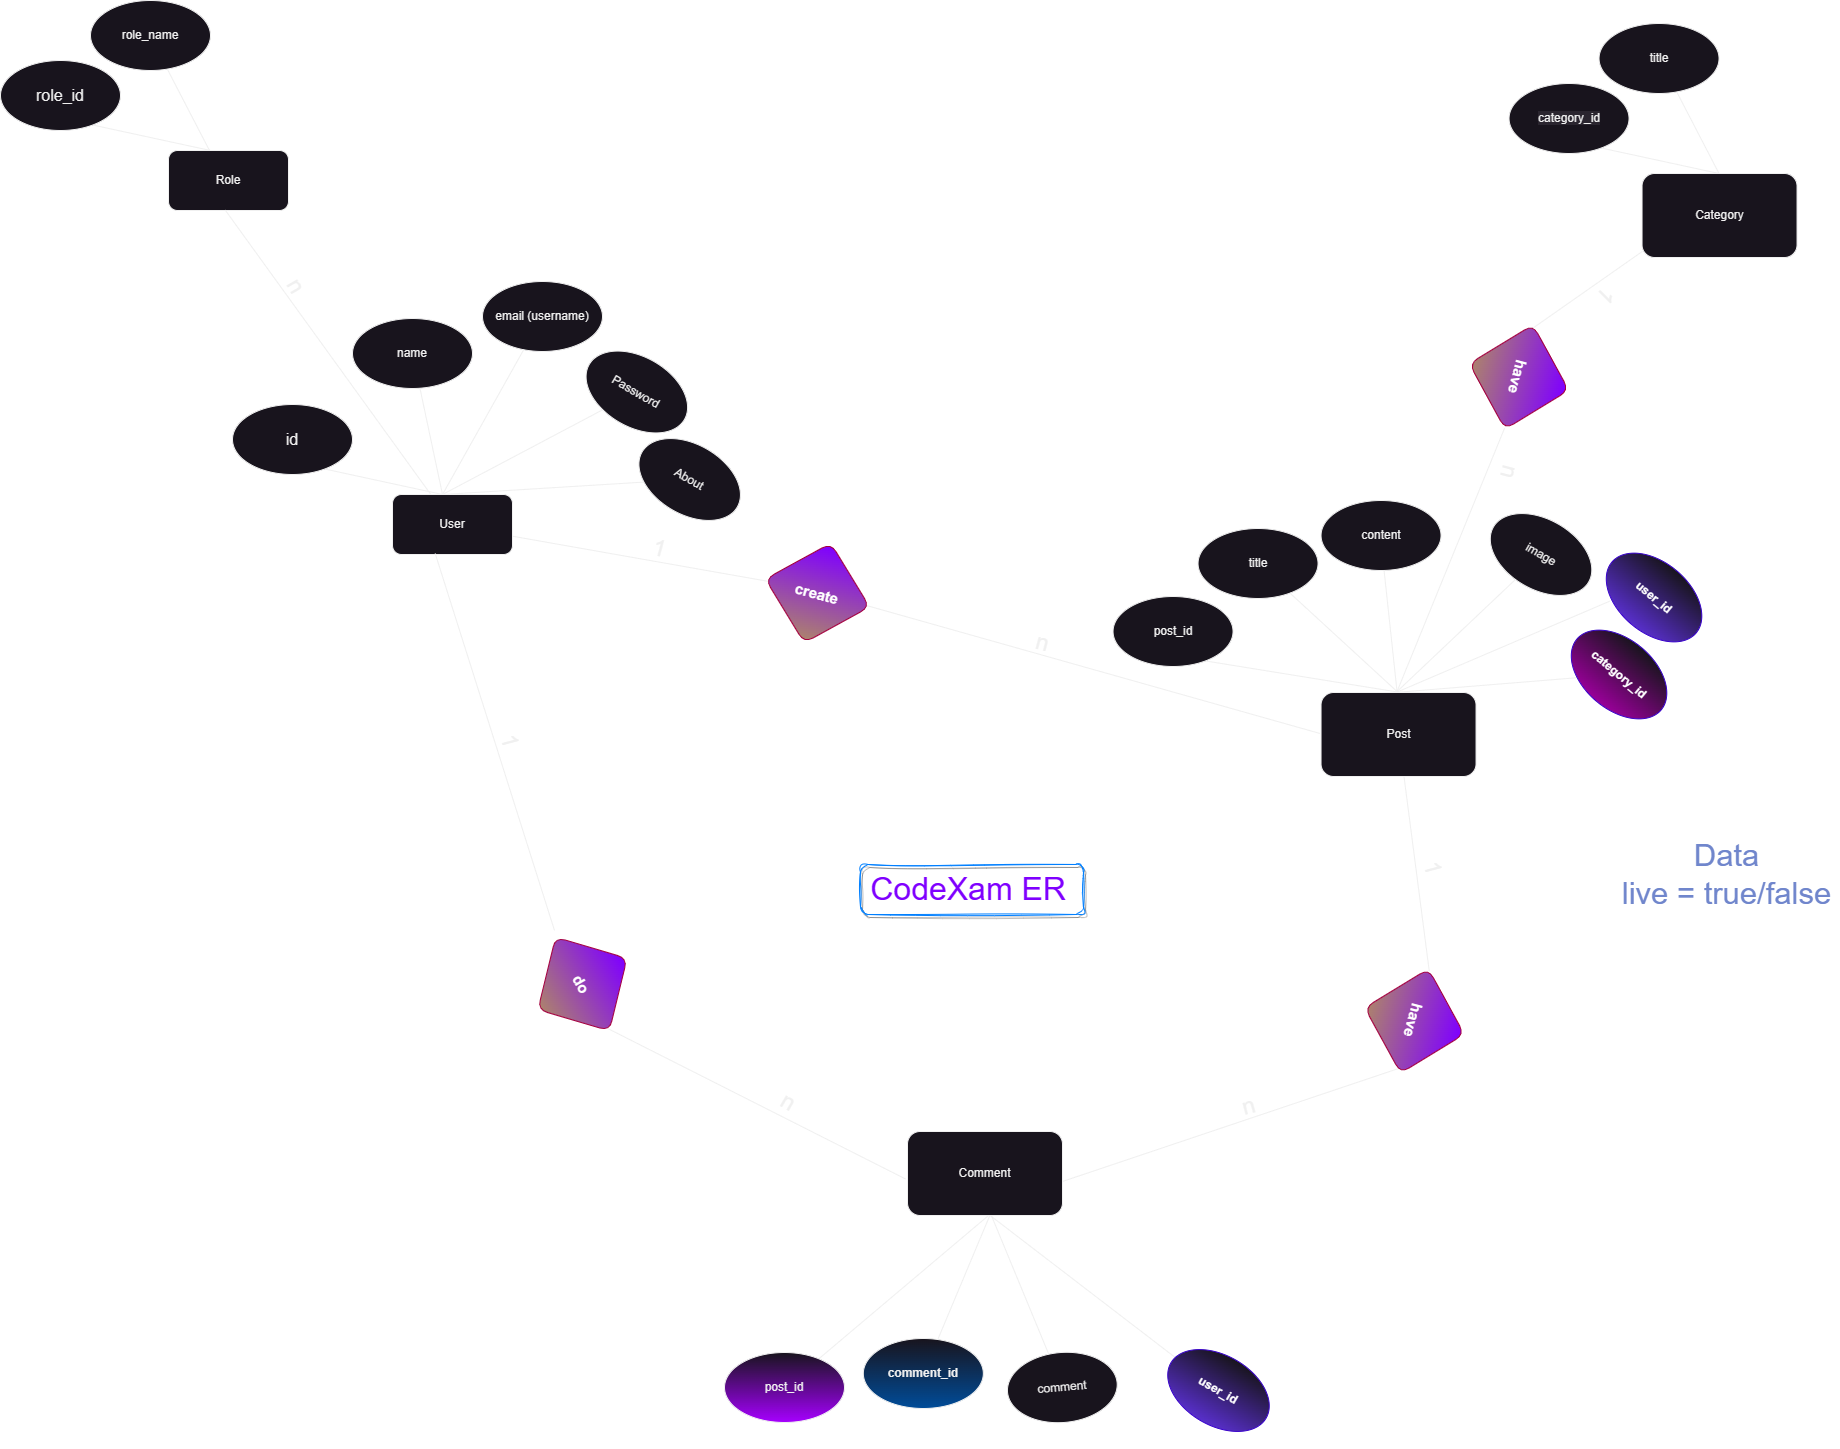 role_name
role_id
Role
title
category_id
Category
n
1
email (username)
name
Password
have
id
About
n
User
content
1
title
image
create
user_id
post_id
n
category_id
Post
1
CodeXam ER
1
Data
live = true/false
do
have
n
n
Comment
post_id
comment_id
comment
user_id